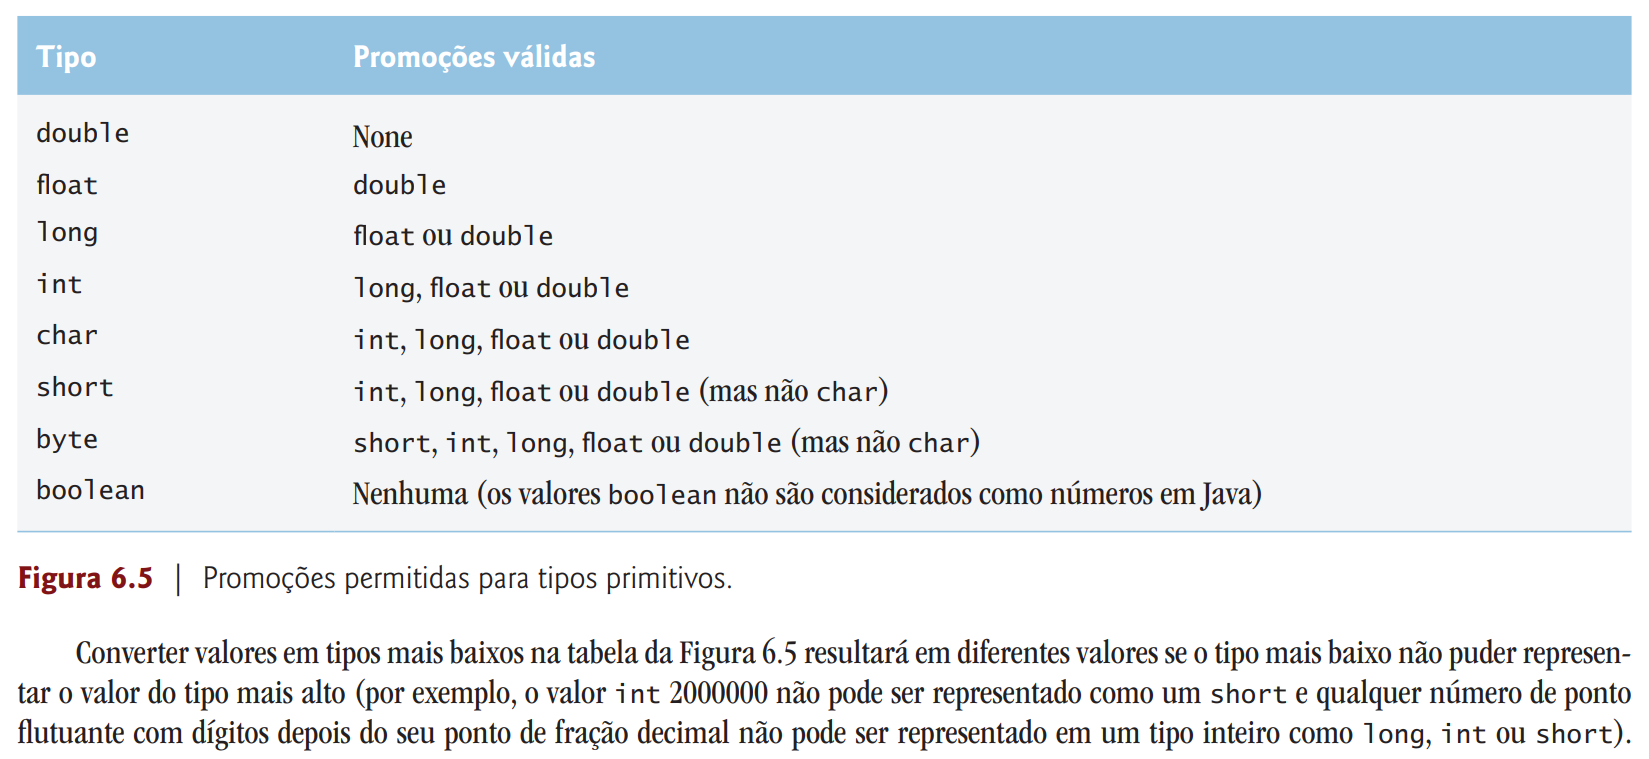 Tipo Promoções válidas
double None
float double
long float ou double
int long, float ou double
char int, long, float ou double
short int, long, float ou double (mas não char)
byte short, int, long, float ou double (mas não char)
boolean Nenhuma (os valores boolean não são considerados como números em Java)
Figura 6.5 | Promoções permitidas para tipos primitivos.
Converter valores em tipos mais baixos na tabela da Figura 6.5 resultará em diferentes valores se o tipo mais baixo não puder represen-
tar o valor do tipo mais alto (por exemplo, o valor int 2000000 não pode ser representado como um short e qualquer número de ponto
flutuante com dígitos depois do seu ponto de fração decimal não pode ser representado em um tipo inteiro como long, int ou short).